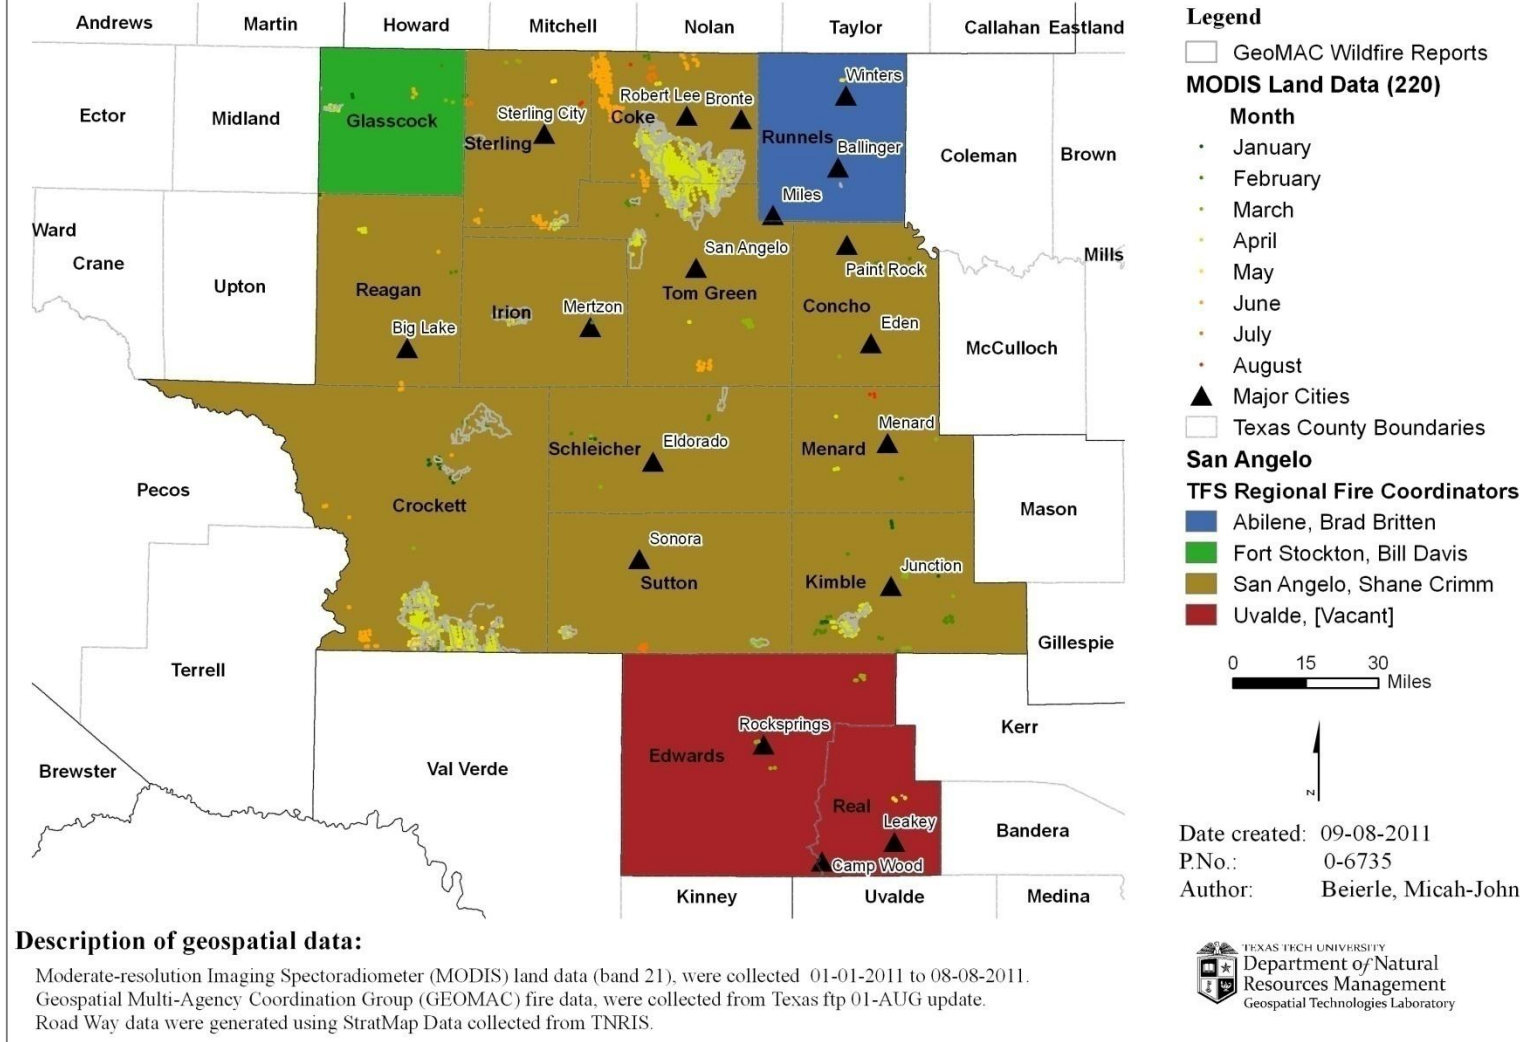 Andrews
Martin
Howard
Mitchell
Nolan
Taylor
Callahan
Eastland
Ector
Midland
Glasscock
Sterling City
Sterling
Robert Lee
Bronte
Coke
Winters
Runnels
Ballinger
Miles
Coleman
Brown
Ward
Crane
Upton
Reagan
Big Lake
Irion
Mertzon
San Angelo
Tom Green
Paint Rock
Concho
Eden
McCulloch
Mills
Pecos
Crockett
Schleicher
Eldorado
Menard
Menard
Mason
Sonora
Sutton
Kimble
Junction
Gillespie
Terrell
Brewster
Val Verde
Rocksprings
Edwards
Real
Leakey
Camp Wood
Kerr
Bandera
Kinney
Uvalde
Medina
Legend
GeoMAC Wildfire Reports
MODIS Land Data (220)
Month
January
February
March
April
May
June
July
August
Major Cities
Texas County Boundaries
San Angelo
TFS Regional Fire Coordinators
Abilene, Brad Britten
Fort Stockton, Bill Davis
San Angelo, Shane Crimm
Uvalde, [Vacant]
0 15 30
Miles
N
Date created: 09-08-2011
P.No.: 0-6735
Author: Beierle, Micah-John
Description of geospatial data:
Moderate-resolution Imaging Spectoradiometer (MODIS) land data (band 21), were collected 01-01-2011 to 08-08-2011.
Geospatial Multi-Agency Coordination Group (GEOMAC) fire data, were collected from Texas ftp 01-AUG update.
Road Way data were generated using StratMap Data collected from TNRIS.
TEXAS TECH UNIVERSITY
Department of Natural
Resources Management
Geospatial Technologies Laboratory